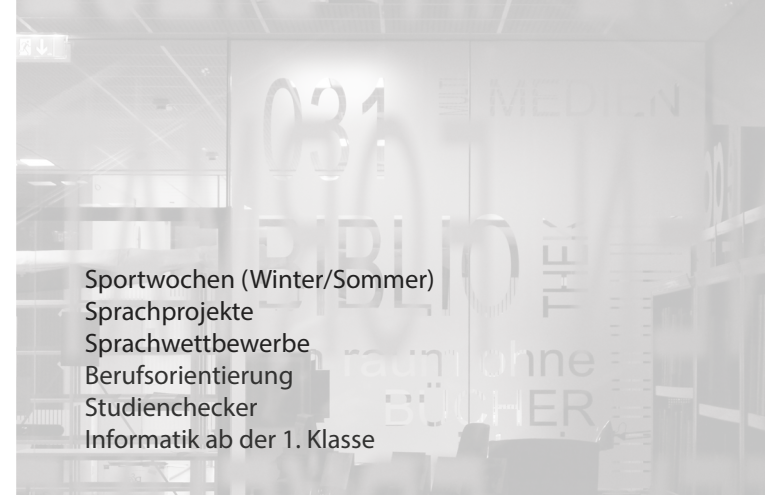 031
MEDIEN
BIBLIO
THEK
raum ohne
BÜCHER
Sportwochen (Winter/Sommer)
Sprachprojekte
Sprachwettbewerbe
Berufsorientierung
Studienchecker
Informatik ab der 1. Klasse